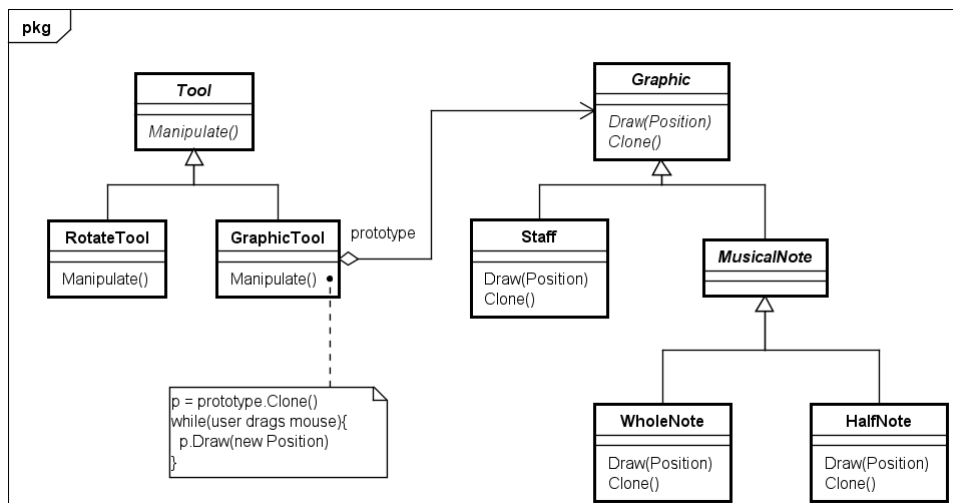 pkg
Tool
Manipulate()
RotateTool
Manipulate()
GraphicTool
Manipulate()
prototype
p = prototype.Clone()
while(user drags mouse){
p.Draw(new Position)
}
Graphic
Draw(Position)
Clone()
Staff
Draw(Position)
Clone()
MusicalNote
WholeNote
Draw(Position)
Clone()
HalfNote
Draw(Position)
Clone()